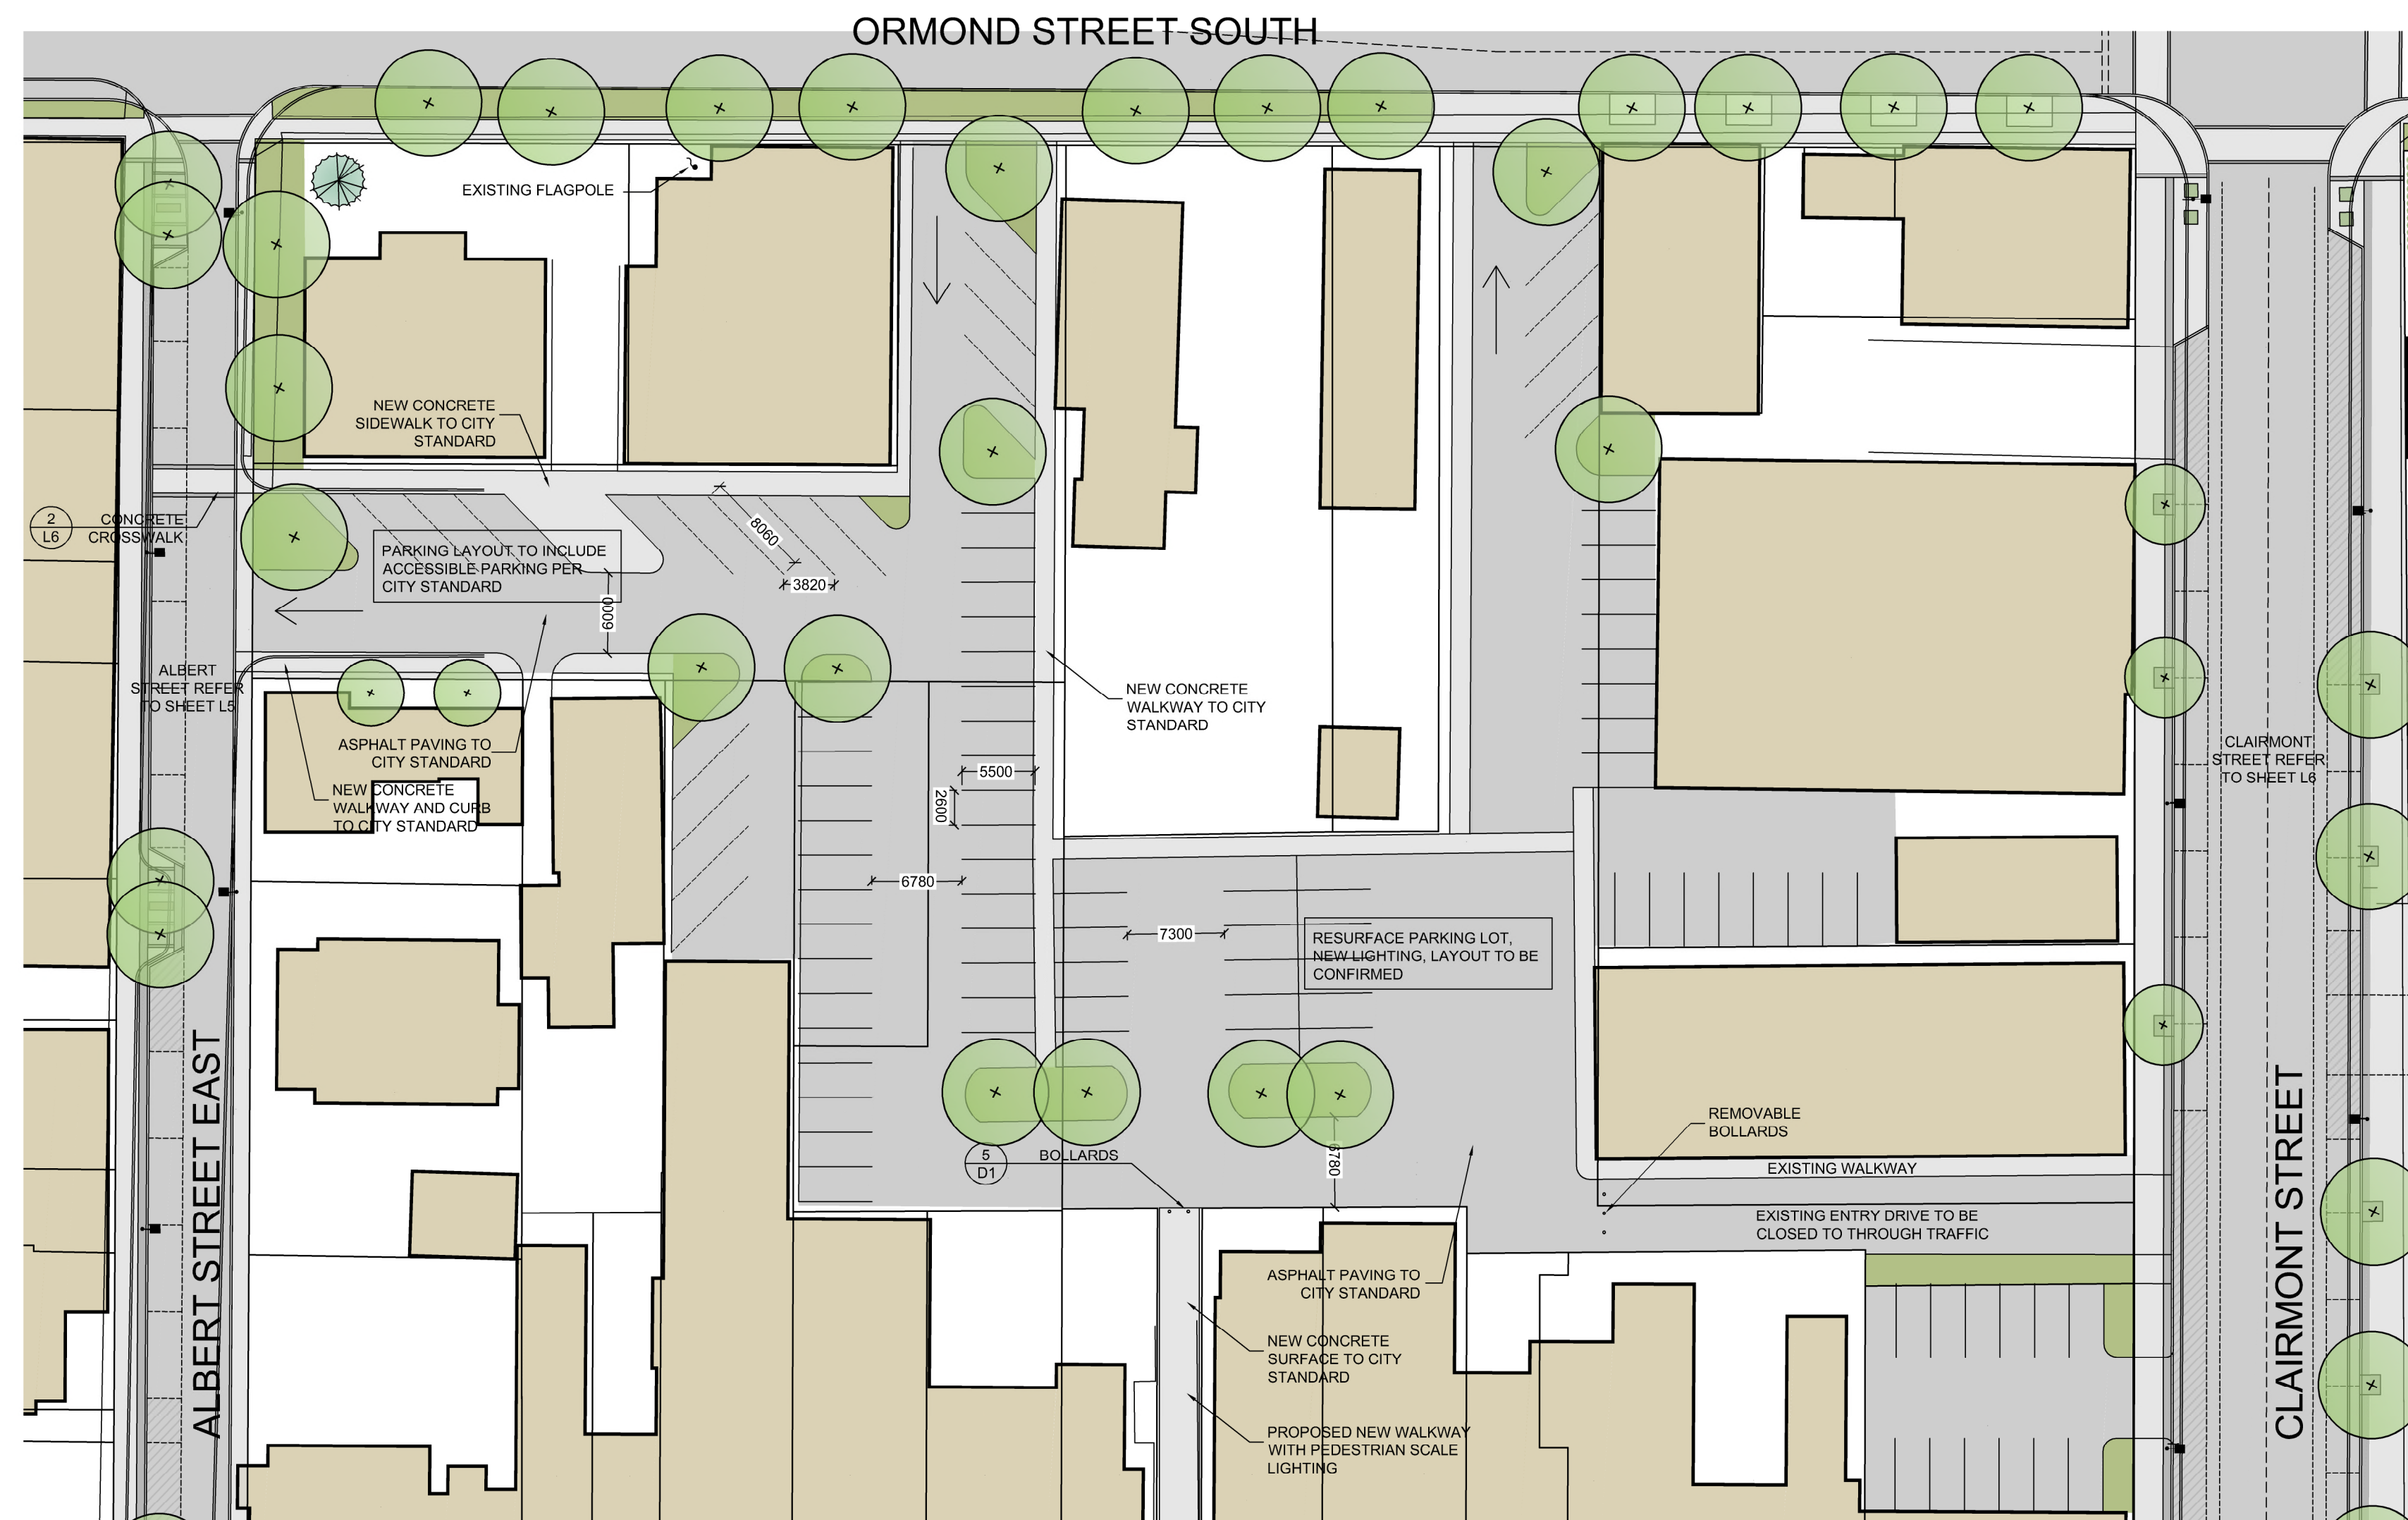 ORMOND STREET SOUTH
EXISTING FLAGPOLE
NEW CONCRETE
SIDEWALK TO CITY
STANDARD
2
L6
CONCRETE
CROSSWALK
PARKING LAYOUT TO INCLUDE
ACCESSIBLE PARKING PER
CITY STANDARD
8060
3820
6000
ALBERT
STREET REFER
TO SHEET L5
ASPHALT PAVING TO
CITY STANDARD
NEW CONCRETE
WALKWAY AND CURB
TO CITY STANDARD
NEW CONCRETE
WALKWAY TO CITY
STANDARD
5500
2600
6780
7300
RESURFACE PARKING LOT,
NEW LIGHTING, LAYOUT TO BE
CONFIRMED
CLAIRMONT
STREET REFER
TO SHEET L6
REMOVABLE
BOLLARDS
5
D1
BOLLARDS
6780
EXISTING WALKWAY
EXISTING ENTRY DRIVE TO BE
CLOSED TO THROUGH TRAFFIC
ASPHALT PAVING TO
CITY STANDARD
NEW CONCRETE
SURFACE TO CITY
STANDARD
PROPOSED NEW WALKWAY
WITH PEDESTRIAN SCALE
LIGHTING
ALBERT STREET EAST
CLAIRMONT STREET